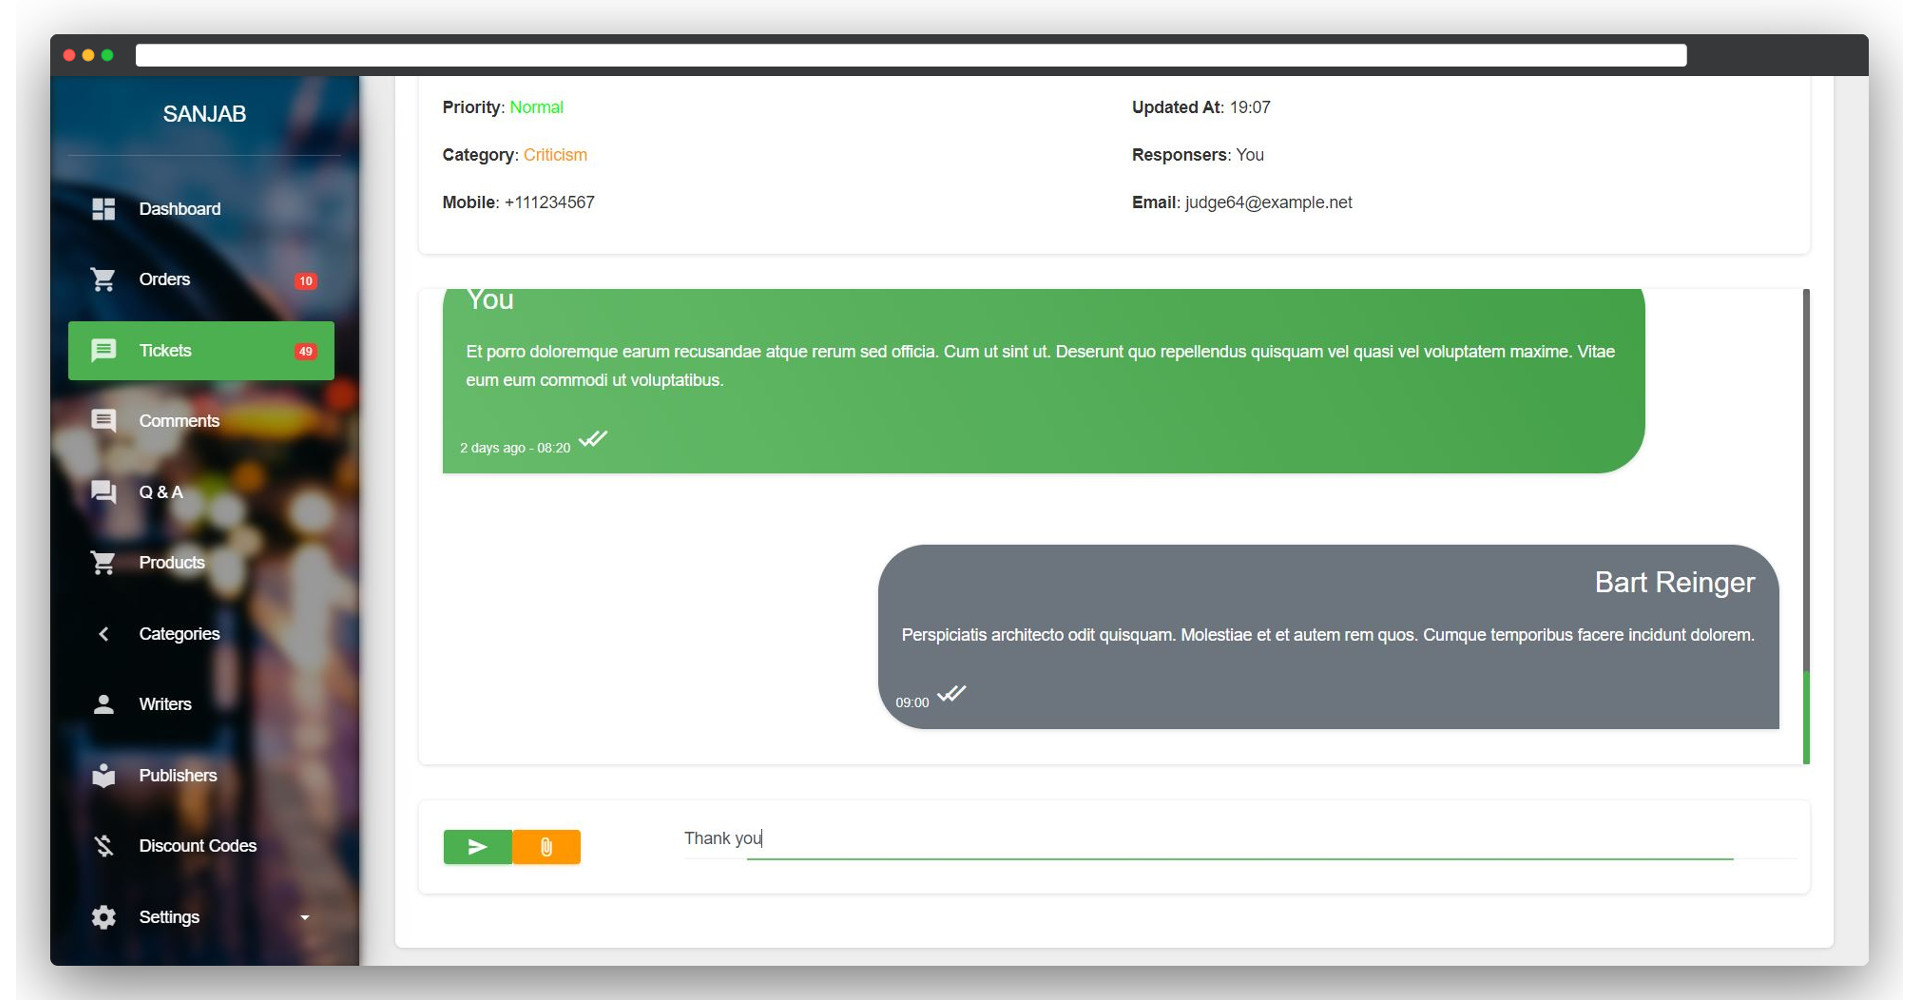 SANJAB
Dashboard
Orders 10
Tickets 49
Comments
Q & A
Products
Categories
Writers
Publishers
Discount Codes
Settings
Priority: Normal
Updated At: 19:07
Category: Criticism
Responsers: You
Mobile: +111234567
Email: judge64@example.net
You
Et porro doloremque earum recusandae atque rerum sed officia. Cum ut sint ut. Deserunt quo repellendus quisquam vel quasi vel voluptatem maxime. Vitae
eum eum commodi ut voluptatibus.
2 days ago - 08:20
Bart Reinger
Perspiciatis architecto odit quisquam. Molestiae et et autem rem quos. Cumque temporibus facere incidunt dolorem.
09:00
Thank you